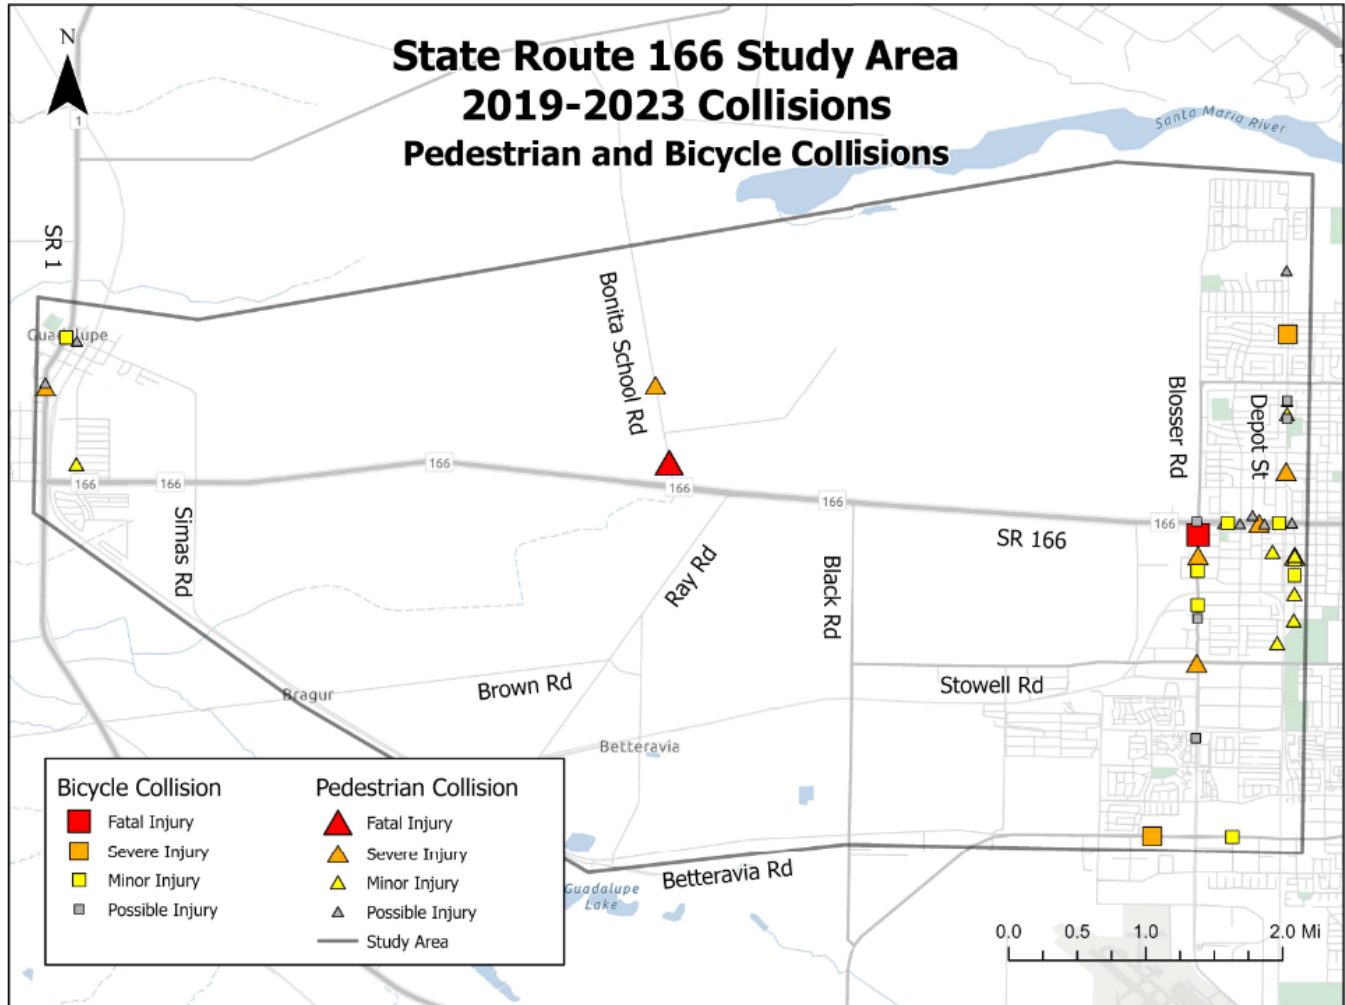 State Route 166 Study Area
2019-2023 Collisions
Pedestrian and Bicycle Collisions
N
1
SR 1
Santa Maria River
Guadalupe
Bonita School Rd
Blosser Rd
Depot St
166
166
166
166
166
166
SR 166
Simas Rd
Ray Rd
Black Rd
Brown Rd
Stowell Rd
Bragur
Betteravia
Betteravia Rd
Guadalupe
Lake
Bicycle Collision
Fatal Injury
Severe Injury
Minor Injury
Possible Injury
Pedestrian Collision
Fatal Injury
Severe Injury
Minor Injury
Possible Injury
Study Area
0.0 0.5 1.0 2.0 Mi